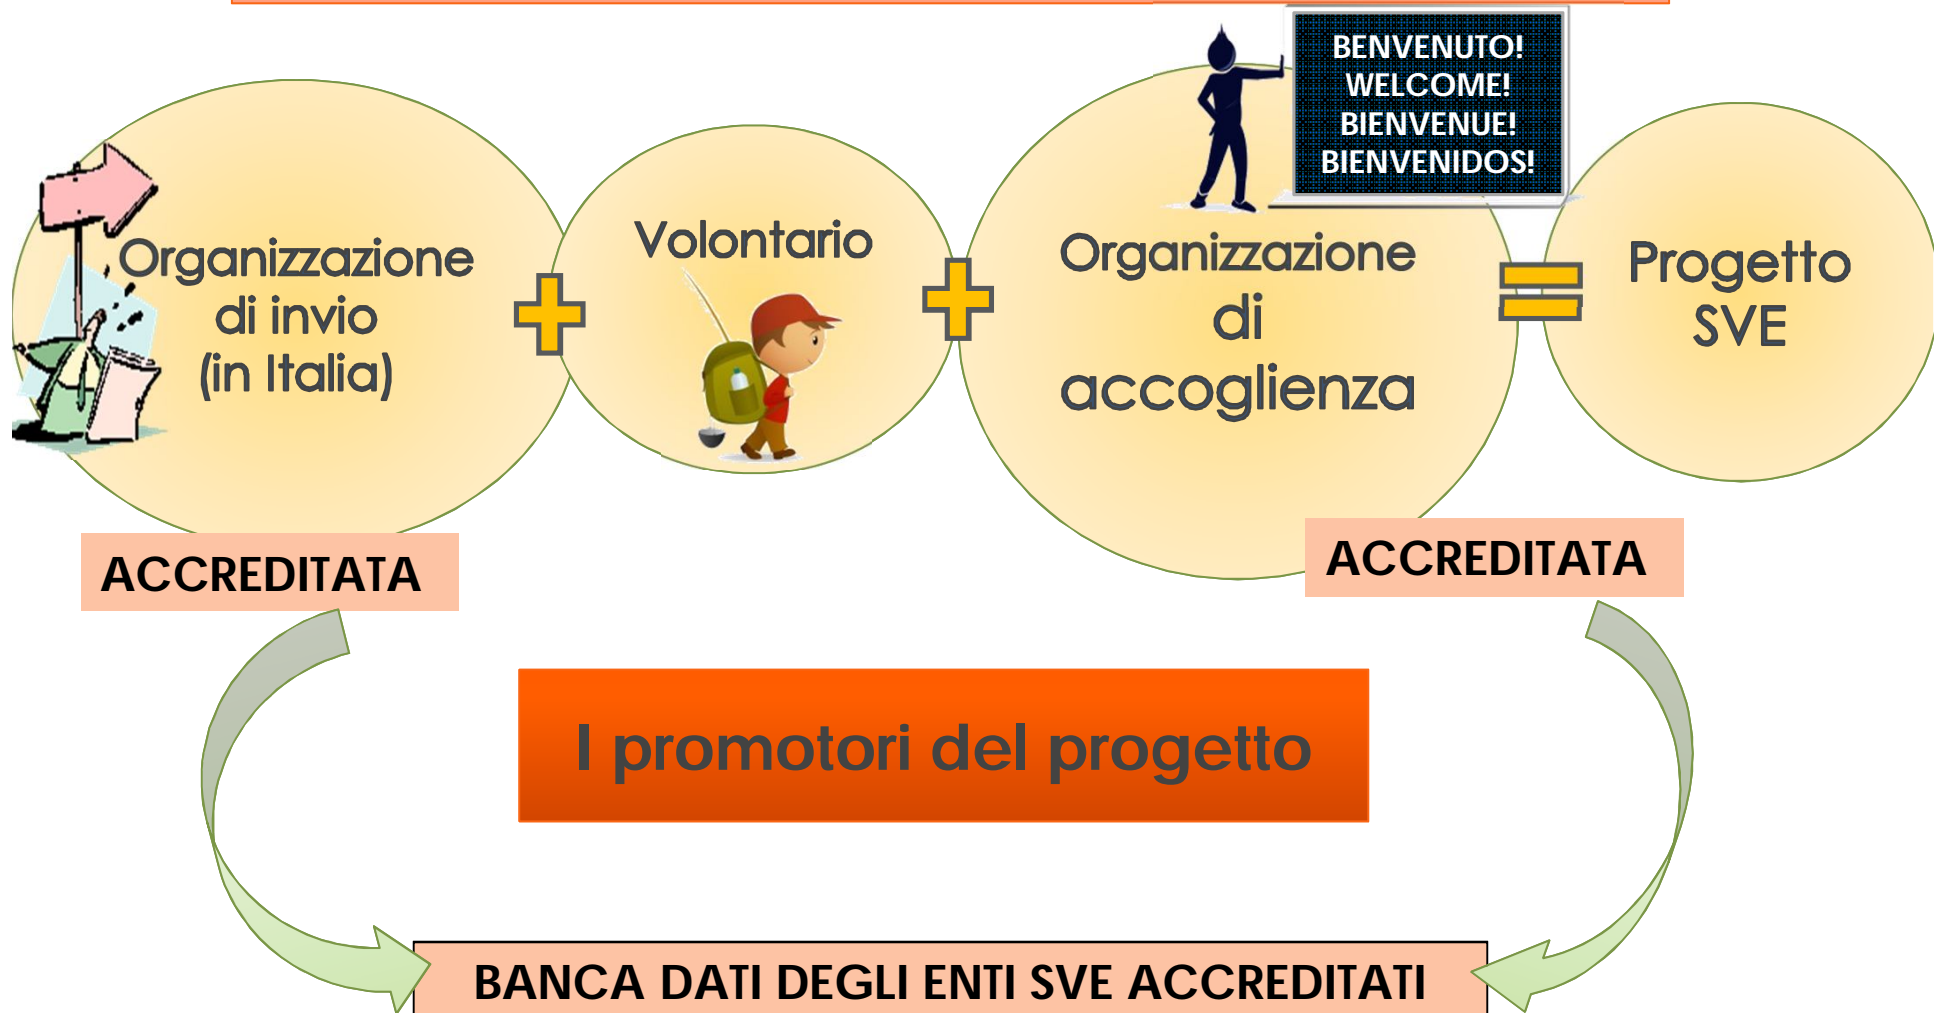 BENVENUTO!
WELCOME!
BIENVENUE!
BIENVENIDOS!
Organizzazione
di invio
(in Italia)
Volontario
Organizzazione
di
accoglienza
Progetto
SVE
ACCREDITATA
ACCREDITATA
I promotori del progetto
BANCA DATI DEGLI ENTI SVE ACCREDITATI